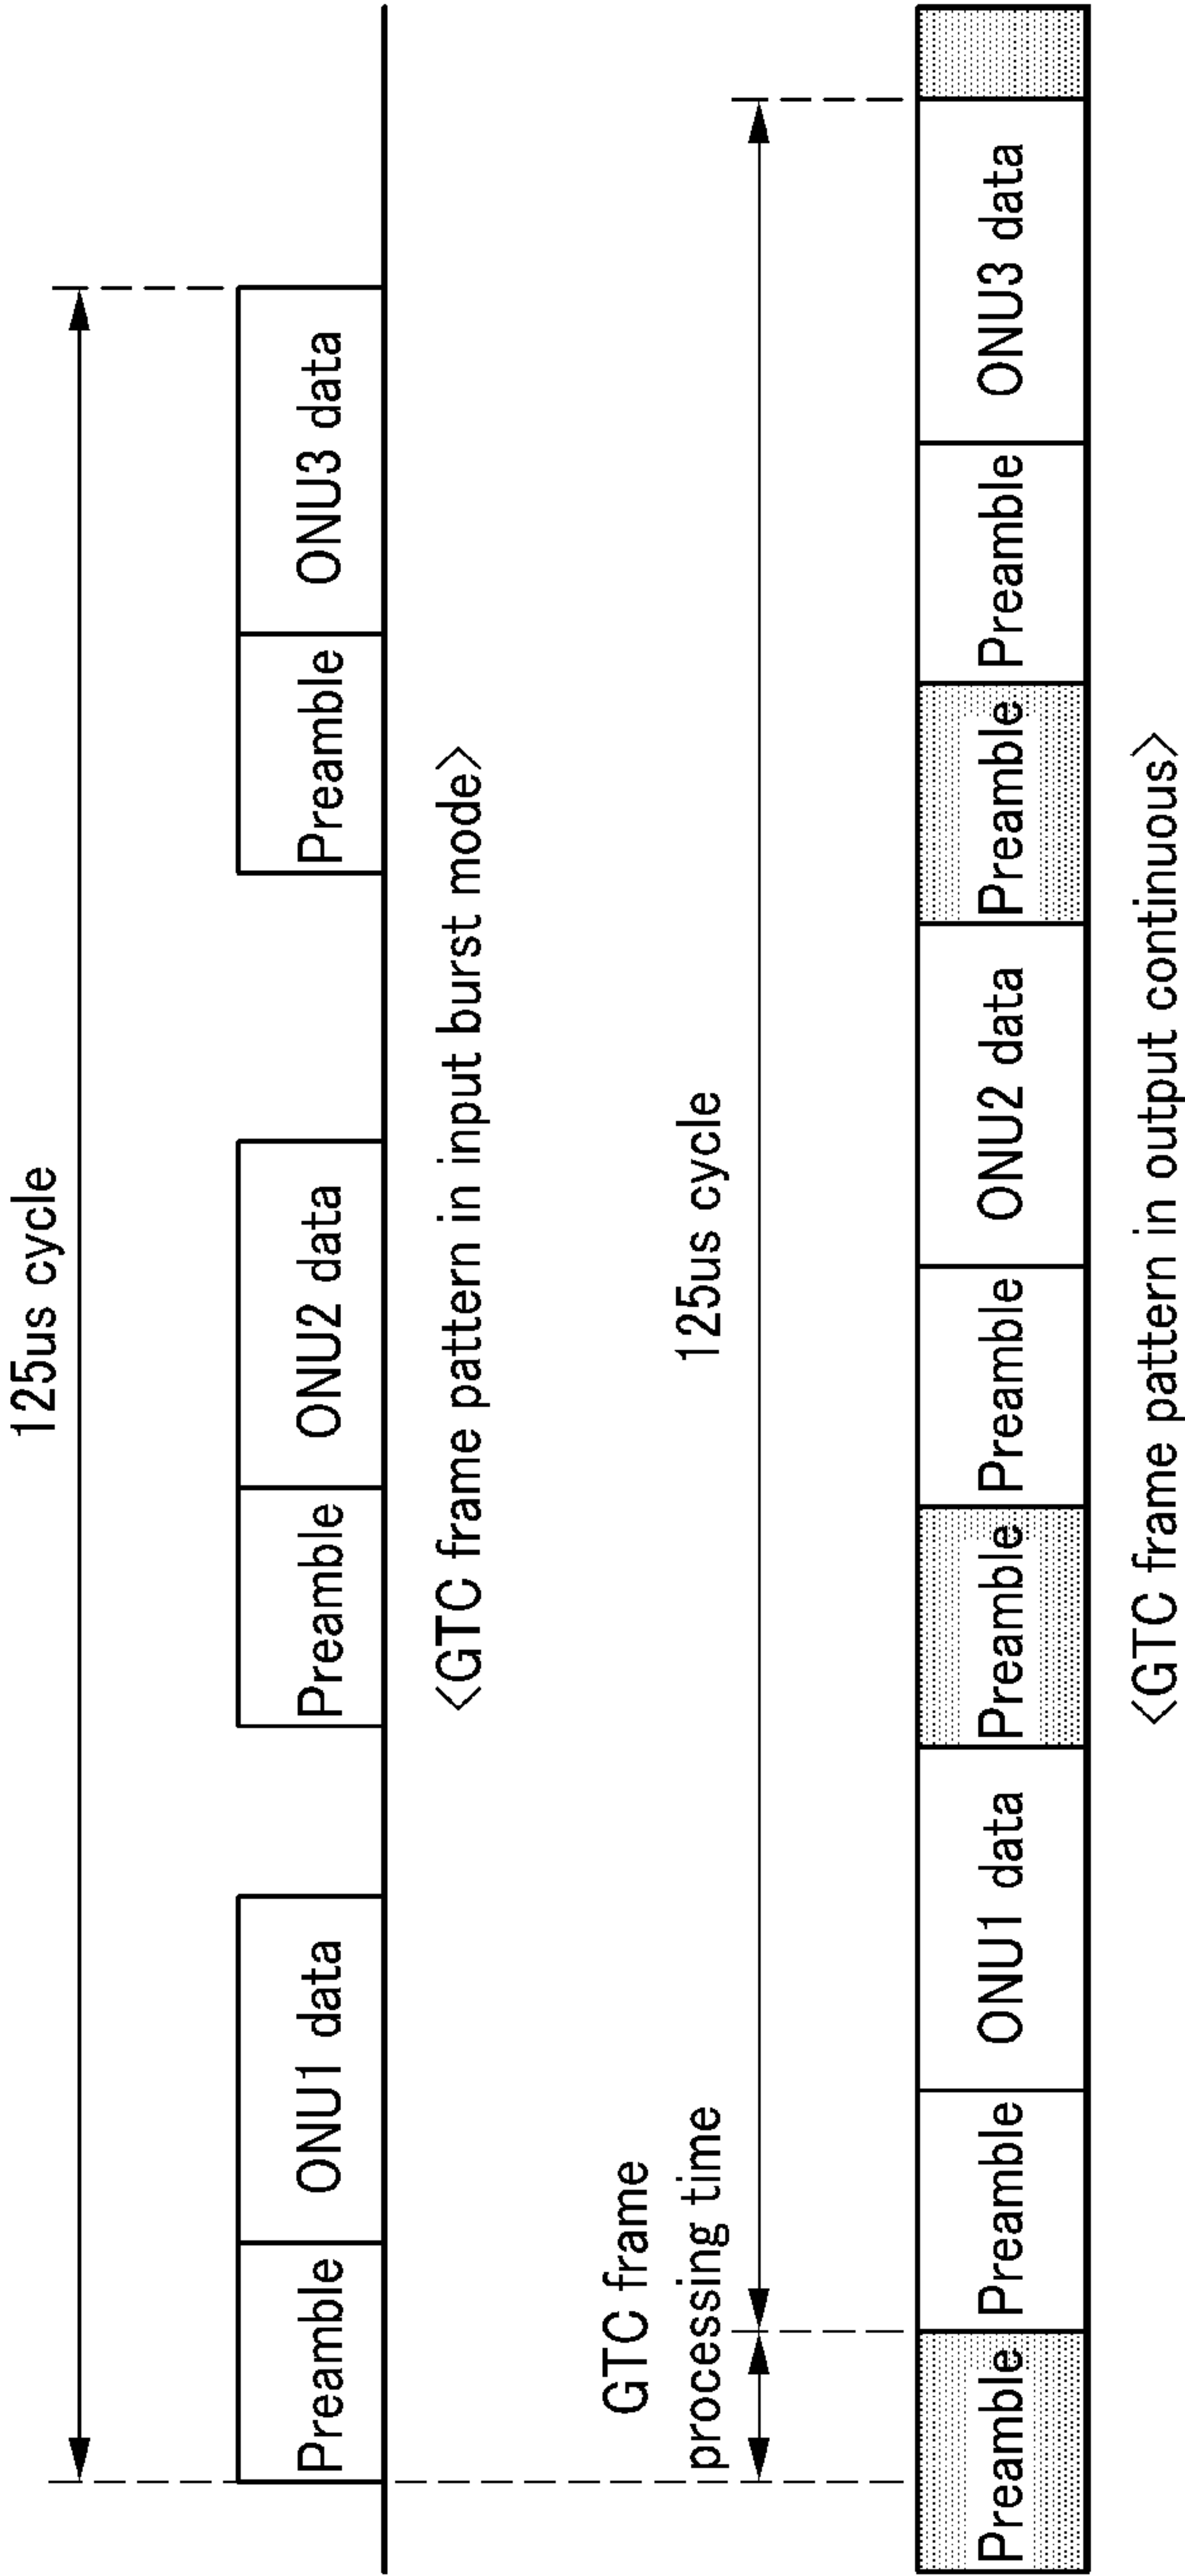 125us cycle
Preamble
ONU1 data
Preamble
ONU2 data
Preamble
ONU3 data
<GTC frame pattern in input burst mode>
GTC frame
processing time
125us cycle
Preamble
Preamble
ONU1 data
Preamble
Preamble
ONU2 data
Preamble
Preamble
ONU3 data
<GTC frame pattern in output continuous>